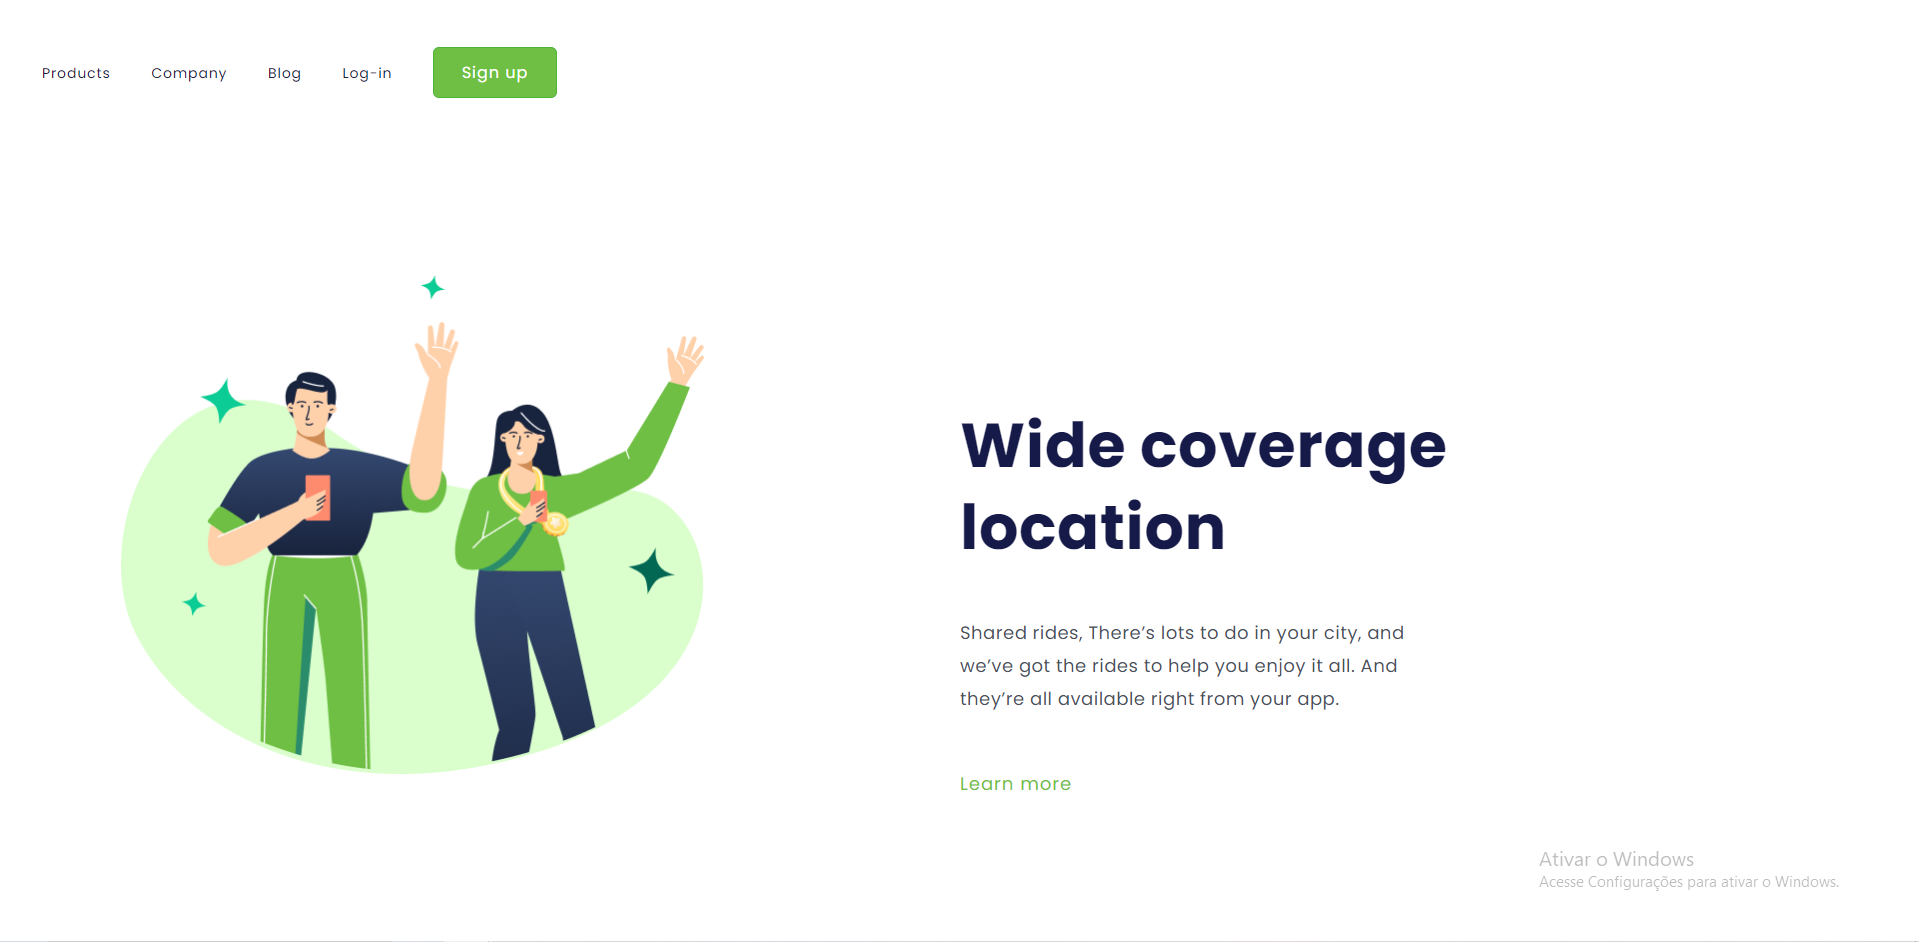 Products Company Blog Log-in Sign up
Wide coverage
location
Shared rides, There’s lots to do in your city, and
we’ve got the rides to help you enjoy it all. And
they’re all available right from your app.
Learn more
Ativar o Windows
Acesse Configurações para ativar o Windows.